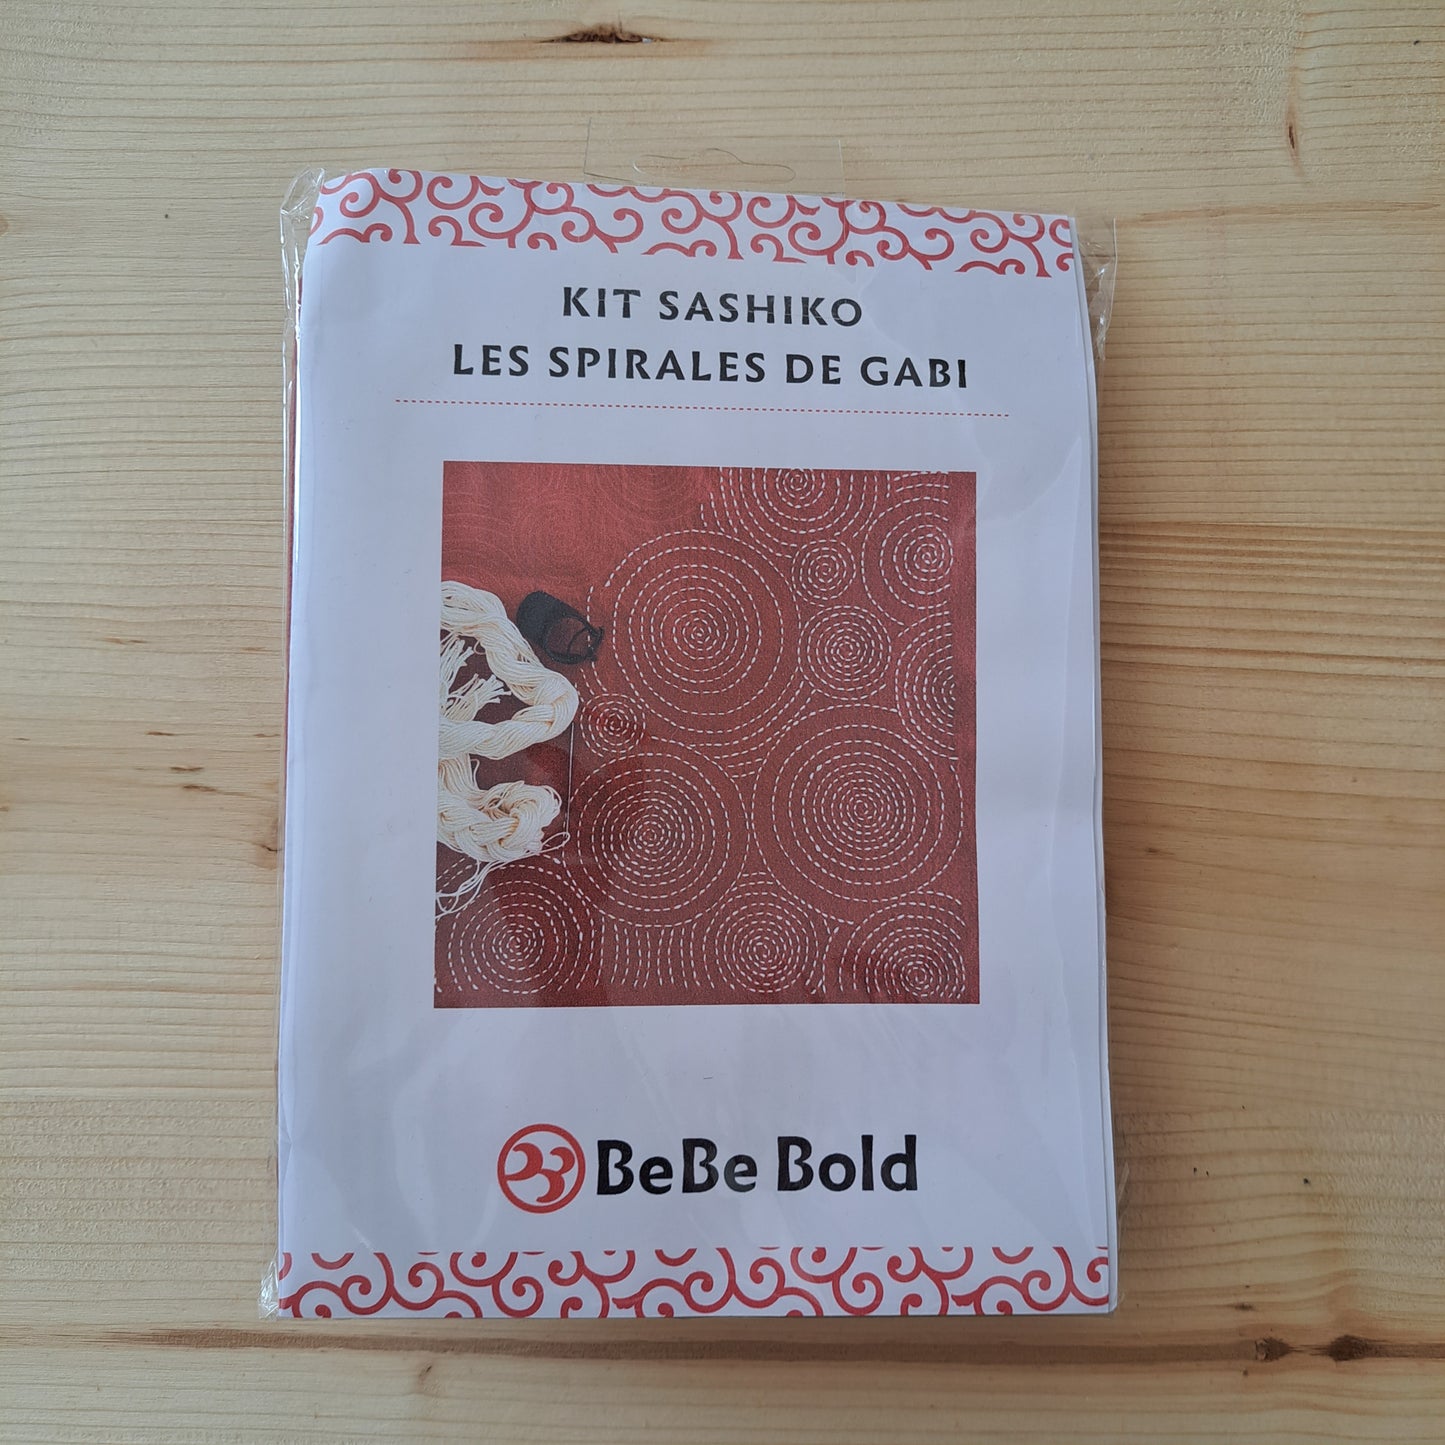 KIT SASHIKO
LES SPIRALES DE GABI
BeBe Bold